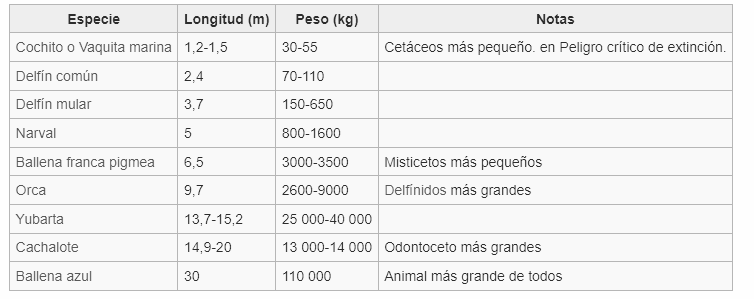 Especie Longitud (m) Peso (kg) Notas
Cochito o Vaquita marina 1,2-1,5 30-55 Cetáceos más pequeño. en Peligro crítico de extinción.
Delfín común 2,4 70-110
Delfín mular 3,7 150-650
Narval 5 800-1600
Ballena franca pigmea 6,5 3000-3500 Misticetos más pequeños
Orca 9,7 2600-9000 Delfínidos más grandes
Yubarta 13,7-15,2 25 000-40 000
Cachalote 14,9-20 13 000-14 000 Odontoceto más grandes
Ballena azul 30 110 000 Animal más grande de todos